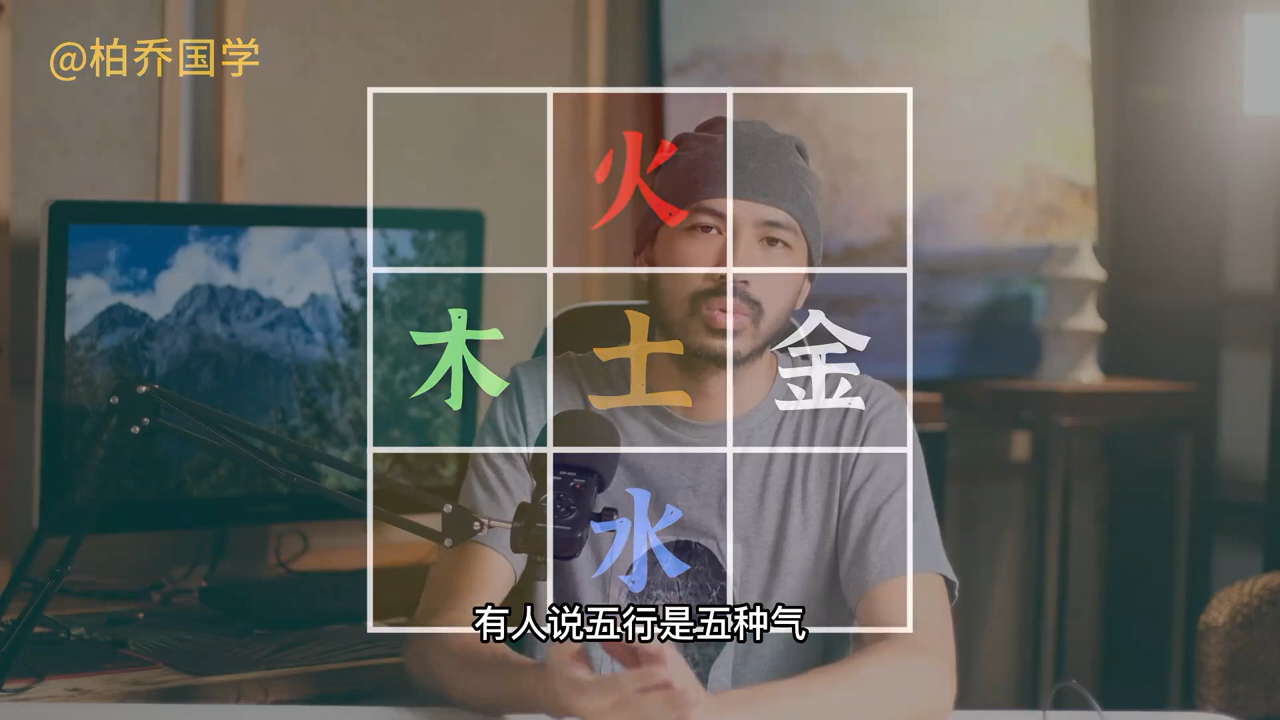 @柏乔国学
火
木 土 金
水
有人说五行是五种气